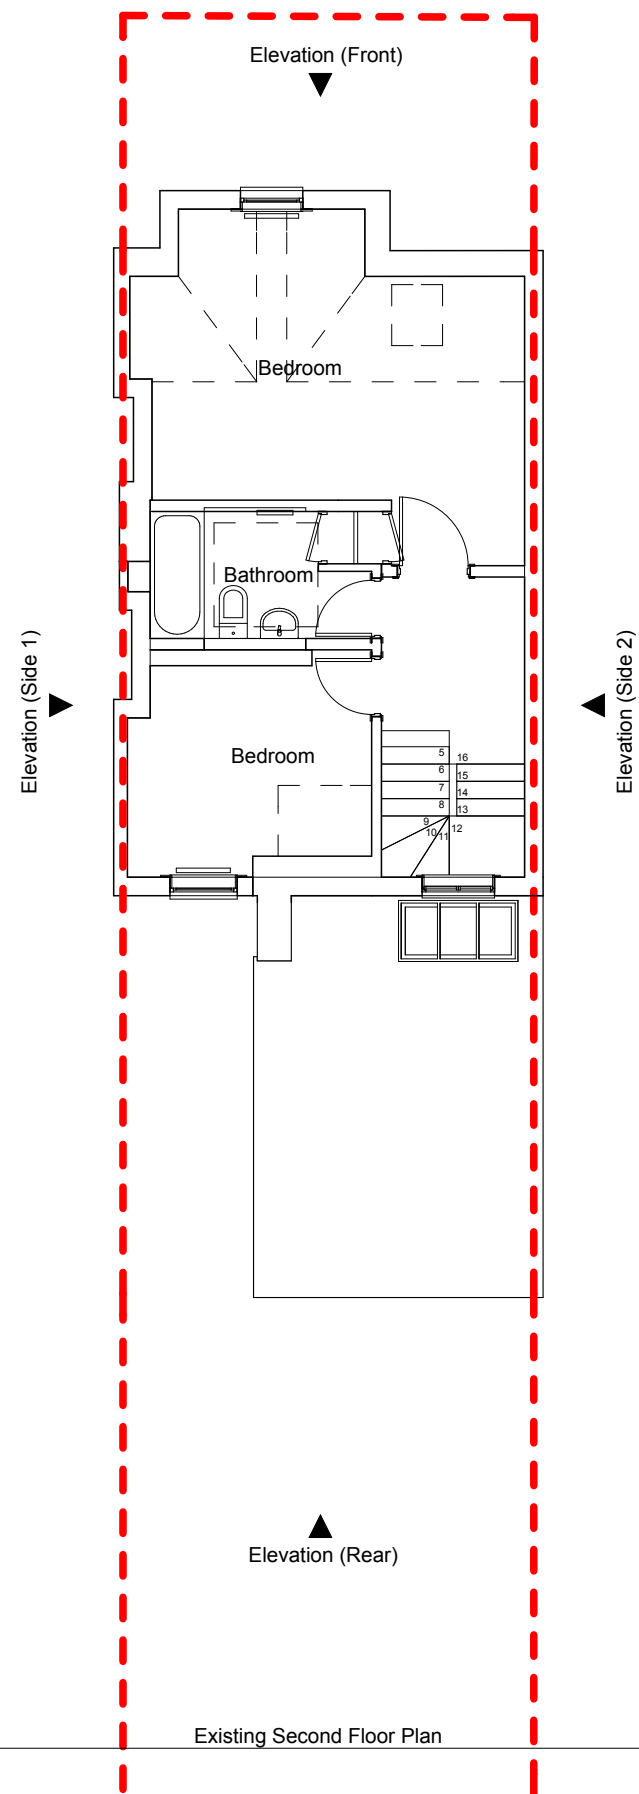 Elevation (Front)
Bedroom
Bathroom
Elevation (Side 1)
Elevation (Side 2)
Bedroom
5
16
6
15
7
14
8
13
9
10
11
12
Elevation (Rear)
Existing Second Floor Plan